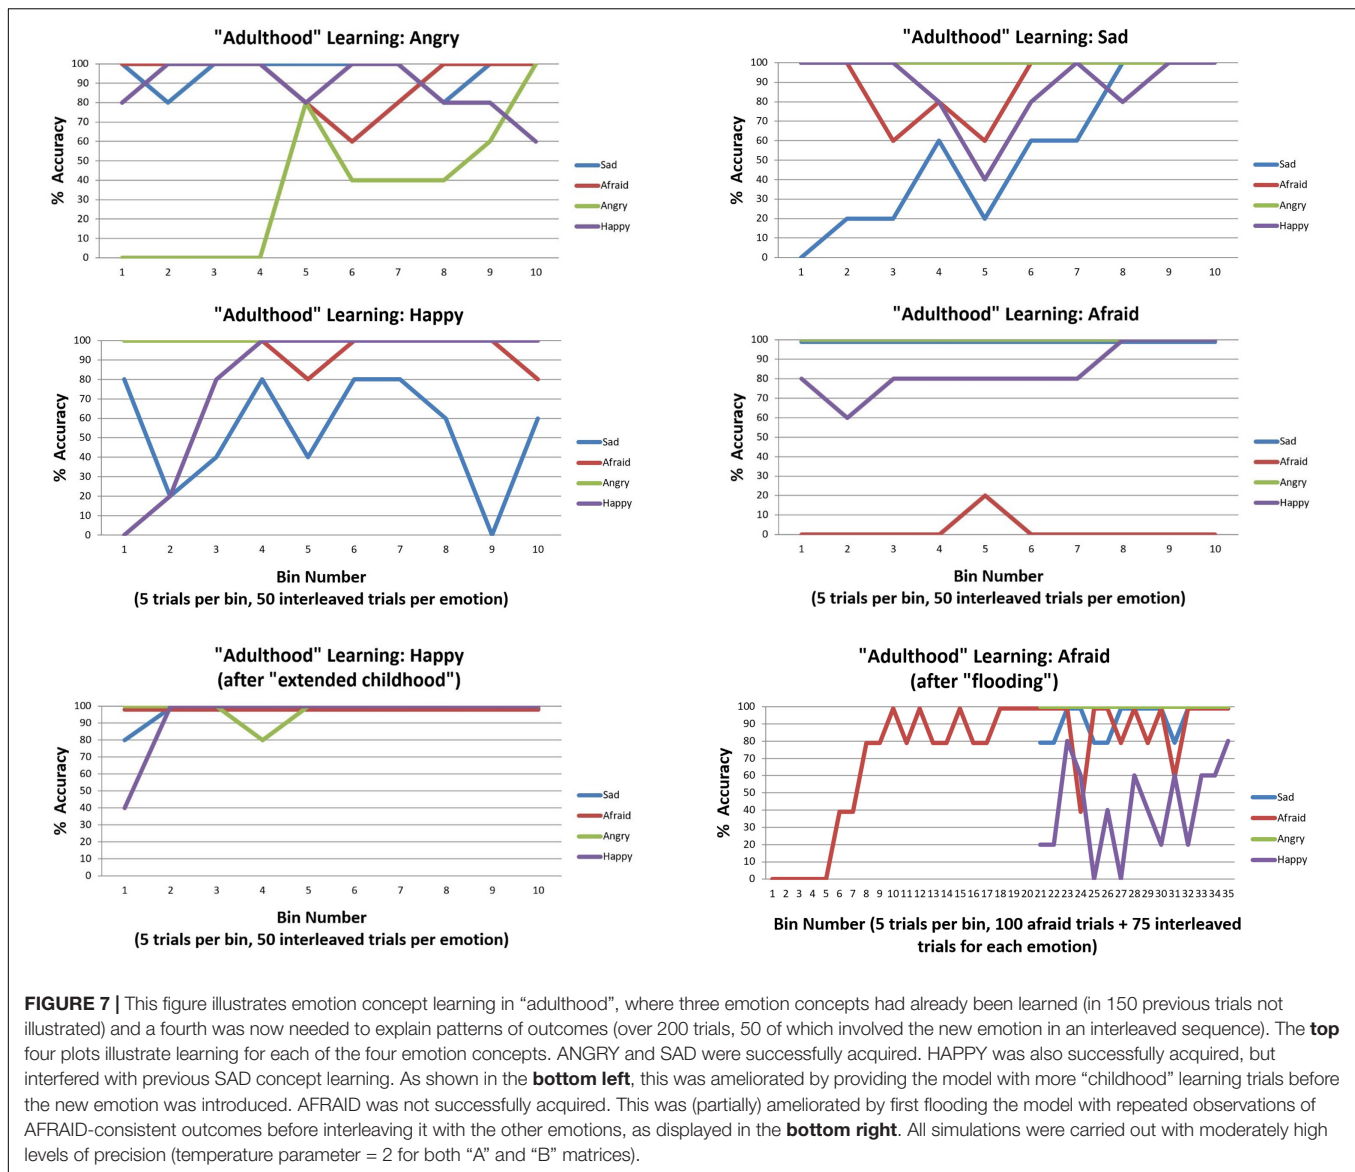 "Adulthood" Learning: Angry
% Accuracy
100
90
80
70
60
50
40
30
20
10
0
1 2 3 4 5 6 7 8 9 10
Sad
Afraid
Angry
Happy
"Adulthood" Learning: Sad
% Accuracy
100
90
80
70
60
50
40
30
20
10
0
1 2 3 4 5 6 7 8 9 10
Sad
Afraid
Angry
Happy
"Adulthood" Learning: Happy
% Accuracy
100
90
80
70
60
50
40
30
20
10
0
1 2 3 4 5 6 7 8 9 10
Sad
Afraid
Angry
Happy
Bin Number
(5 trials per bin, 50 interleaved trials per emotion)
"Adulthood" Learning: Afraid
% Accuracy
100
90
80
70
60
50
40
30
20
10
0
1 2 3 4 5 6 7 8 9 10
Sad
Afraid
Angry
Happy
Bin Number
(5 trials per bin, 50 interleaved trials per emotion)
"Adulthood" Learning: Happy
(after "extended childhood")
% Accuracy
100
90
80
70
60
50
40
30
20
10
0
1 2 3 4 5 6 7 8 9 10
Sad
Afraid
Angry
Happy
Bin Number
(5 trials per bin, 50 interleaved trials per emotion)
"Adulthood" Learning: Afraid
(after "flooding")
% Accuracy
100
90
80
70
60
50
40
30
20
10
0
1 2 3 4 5 6 7 8 9 10 11 12 13 14 15 16 17 18 19 20 21 22 23 24 25 26 27 28 29 30 31 32 33 34 35
Sad
Afraid
Angry
Happy
Bin Number (5 trials per bin, 100 afraid trials + 75 interleaved
trials for each emotion)
FIGURE 7 | This figure illustrates emotion concept learning in “adulthood”, where three emotion concepts had already been learned (in 150 previous trials not
illustrated) and a fourth was now needed to explain patterns of outcomes (over 200 trials, 50 of which involved the new emotion in an interleaved sequence). The top
four plots illustrate learning for each of the four emotion concepts. ANGRY and SAD were successfully acquired. HAPPY was also successfully acquired, but
interfered with previous SAD concept learning. As shown in the bottom left, this was ameliorated by providing the model with more “childhood” learning trials before
the new emotion was introduced. AFRAID was not successfully acquired. This was (partially) ameliorated by first flooding the model with repeated observations of
AFRAID-consistent outcomes before interleaving it with the other emotions, as displayed in the bottom right. All simulations were carried out with moderately high
levels of precision (temperature parameter = 2 for both “A” and “B” matrices).